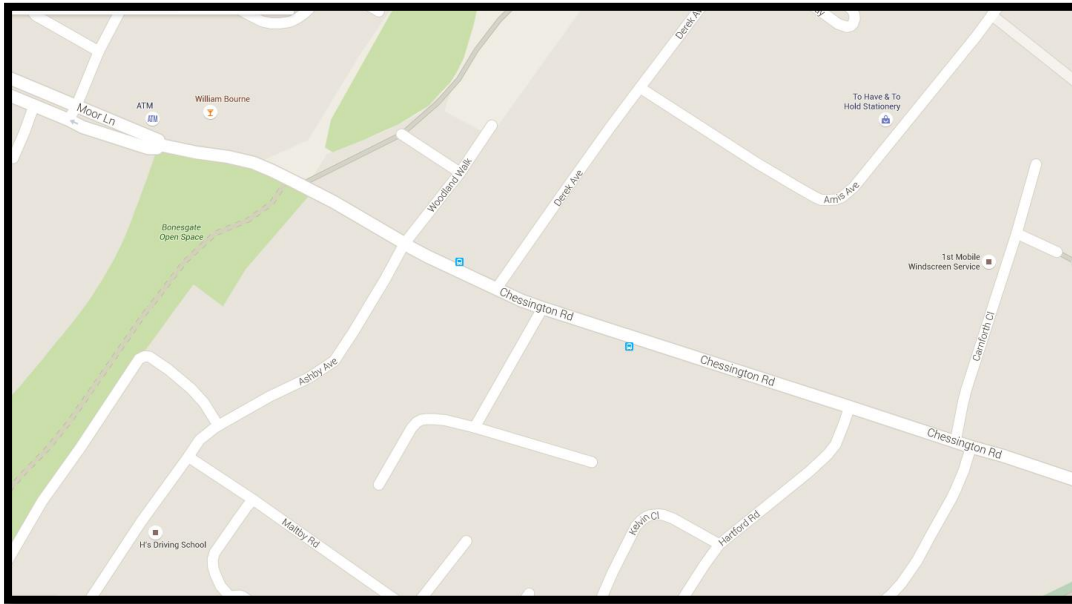 Derek Av
ATM
William Bourne
Moor Ln
To Have & To
Hold Stationery
Woodland Walk
Derek Ave
Amis Ave
Bonesgate
Open Space
1st Mobile
Windscreen Service
Chessington Rd
Carnforth Cl
Ashby Ave
Chessington Rd
Chessington Rd
Kelvin Cl
Hartford Rd
Maltby Rd
H's Driving School